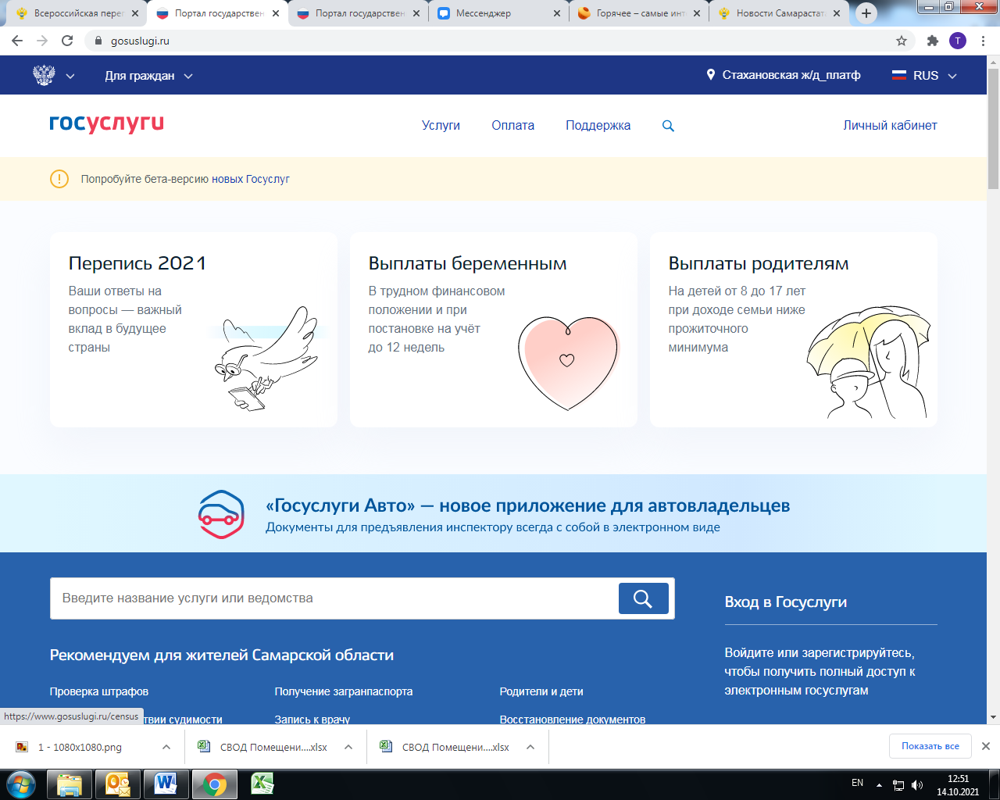 Всероссийская переп
Портал государствен
Портал государствен
Мессенджер
Горячее – самые инт
Новости Самарастат
gosuslugi.ru
T
Для граждан
Стахановская ж/д_платф
RUS
госуслуги
Услуги
Оплата
Поддержка
Личный кабинет
Попробуйте бета-версию новых Госуслуг
Перепись 2021
Ваши ответы на
вопросы — важный
вклад в будущее
страны
Выплаты беременным
В трудном финансовом
положении и при
постановке на учёт
до 12 недель
Выплаты родителям
На детей от 8 до 17 лет
при доходе семьи ниже
прожиточного
минимума
«Госуслуги Авто» — новое приложение для автовладельцев
Документы для предъявления инспектору всегда с собой в электронном виде
Введите название услуги или ведомства
Рекомендуем для жителей Самарской области
Проверка штрафов
Получение загранпаспорта
Родители и дети
твии судимости
Запись к врачу
Восстановление документов
Вход в Госуслуги
Войдите или зарегистрируйтесь,
чтобы получить полный доступ к
электронным госуслугам
https://www.gosuslugi.ru/census
1 - 1080x1080.png
СВОД Помещени....xlsx
СВОД Помещени....xlsx
Показать все
EN
12:51
14.10.2021